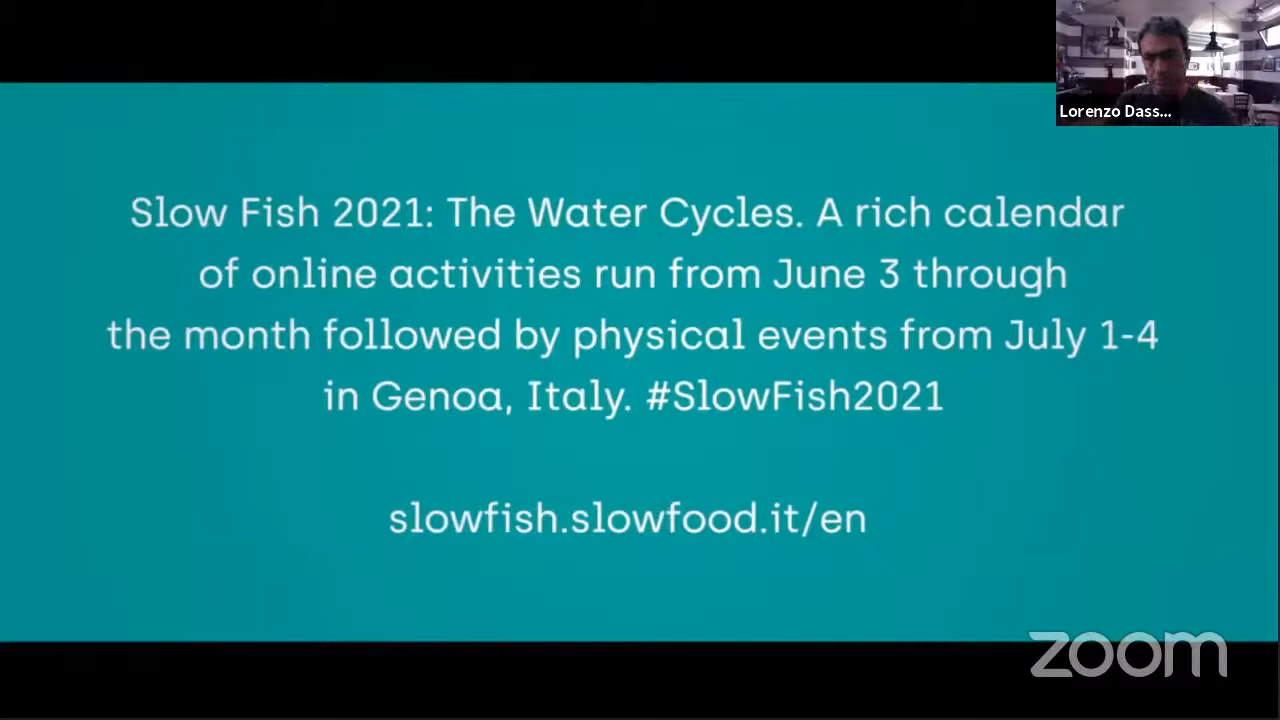 Lorenzo Dass...
Slow Fish 2021: The Water Cycles. A rich calendar
of online activities run from June 3 through
the month followed by physical events from July 1-4
in Genoa, Italy. #SlowFish2021
slowfish.slowfood.it/en
zoom